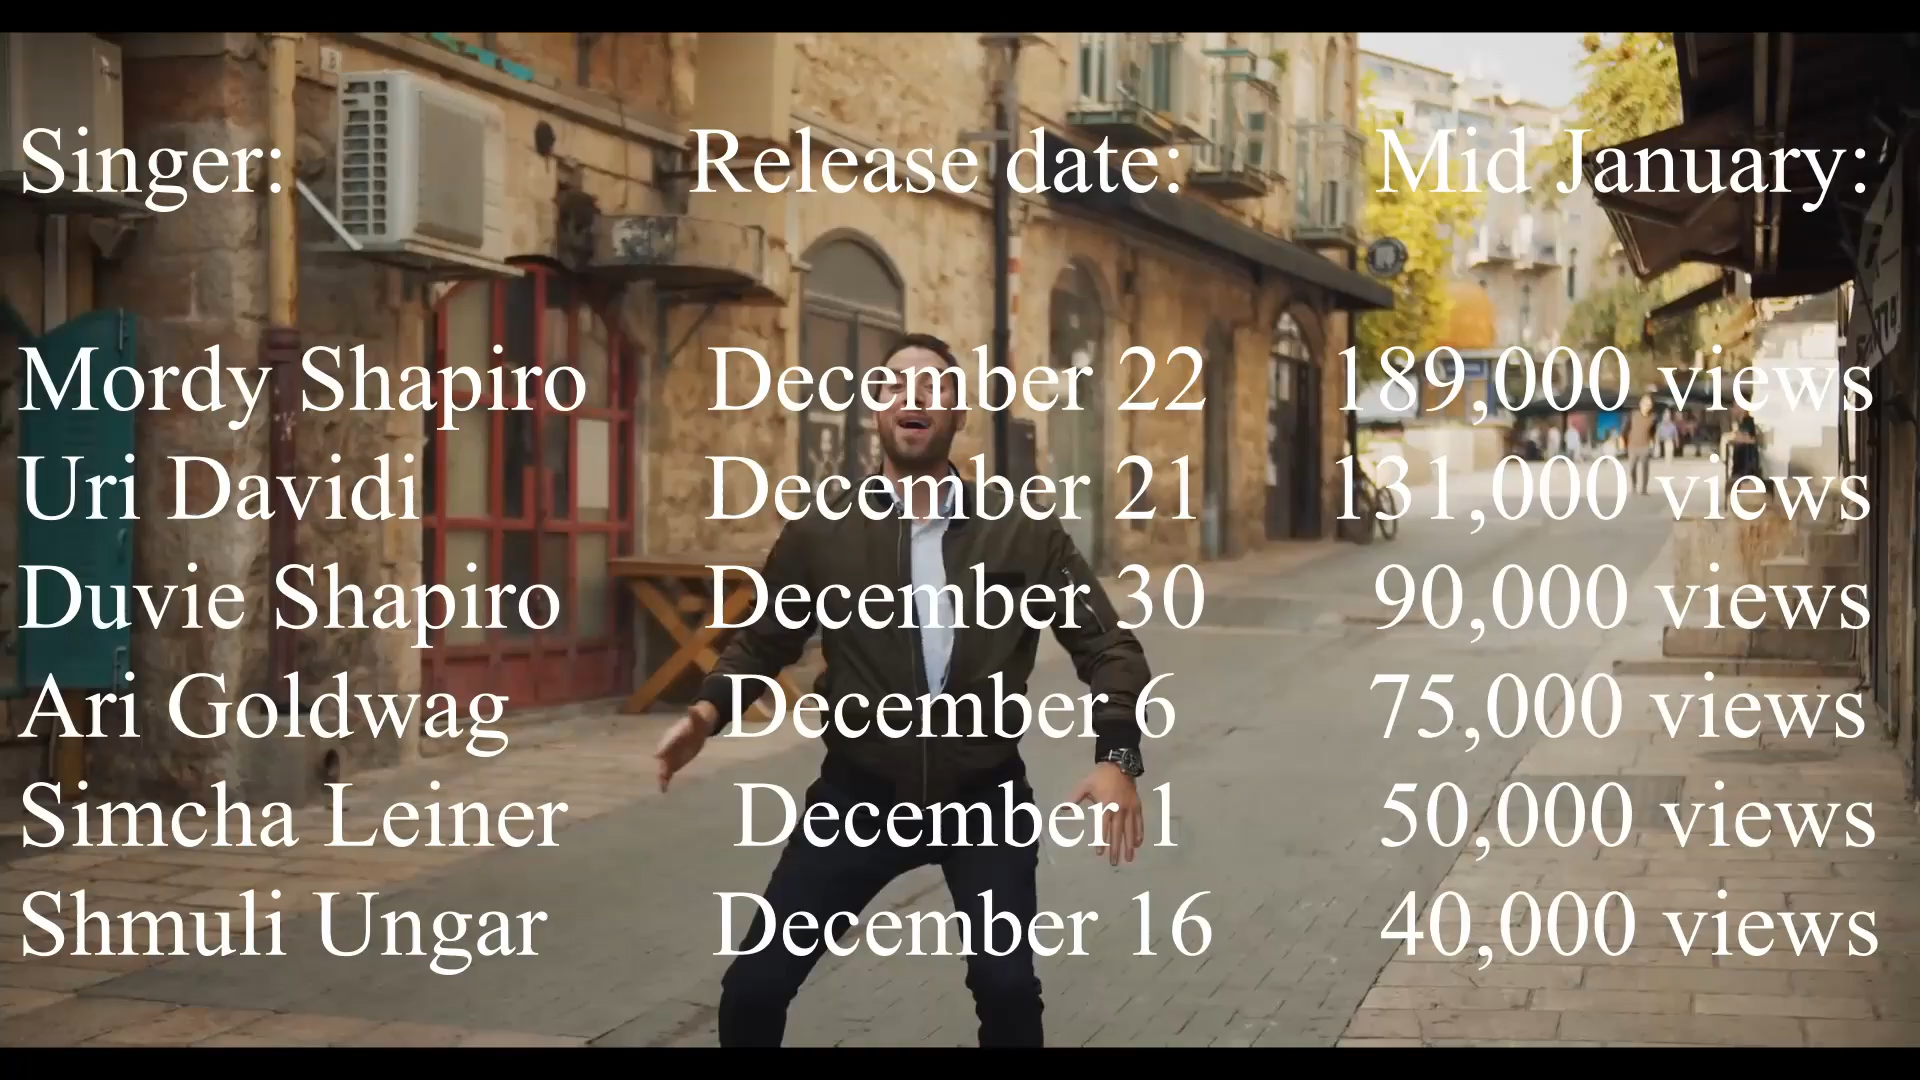 Singer: Release date: Mid January:
Mordy Shapiro December 22 189,000 views
Uri Davidi December 21 131,000 views
Duvie Shapiro December 30 90,000 views
Ari Goldwag December 6 75,000 views
Simcha Leiner December 1 50,000 views
Shmuli Ungar December 16 40,000 views